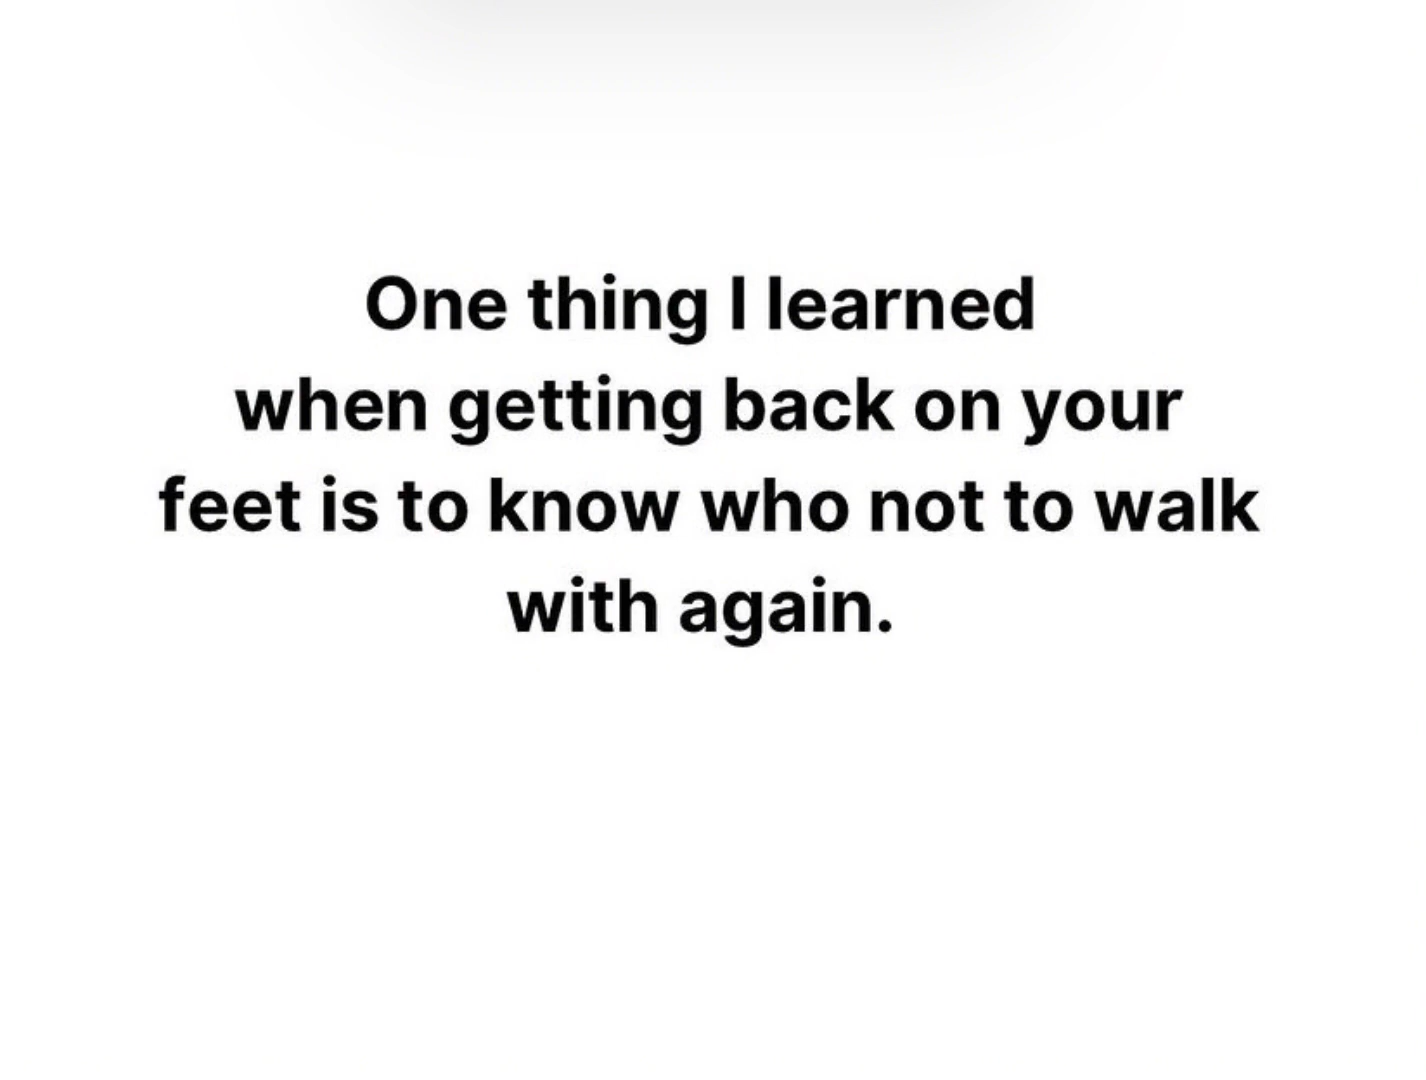 One thing I learned
when getting back on your
feet is to know who not to walk
with again.